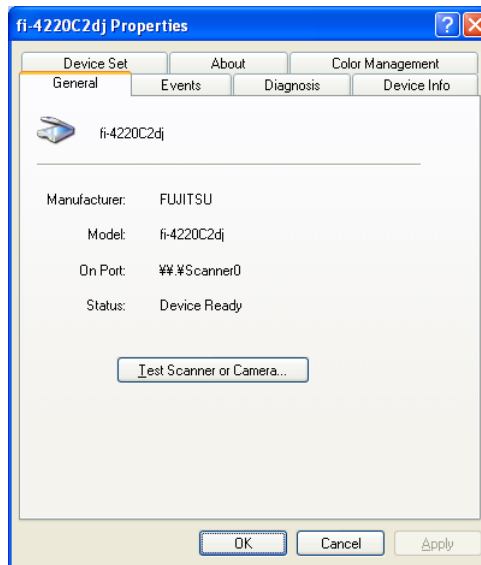 fi-4220C2dj Properties
Device Set About Color Management
General Events Diagnosis Device Info
fi-4220C2dj
Manufacturer: FUJITSU
Model: fi-4220C2dj
On Port: ¥¥.¥Scanner0
Status: Device Ready
Test Scanner or Camera...
OK Cancel Apply